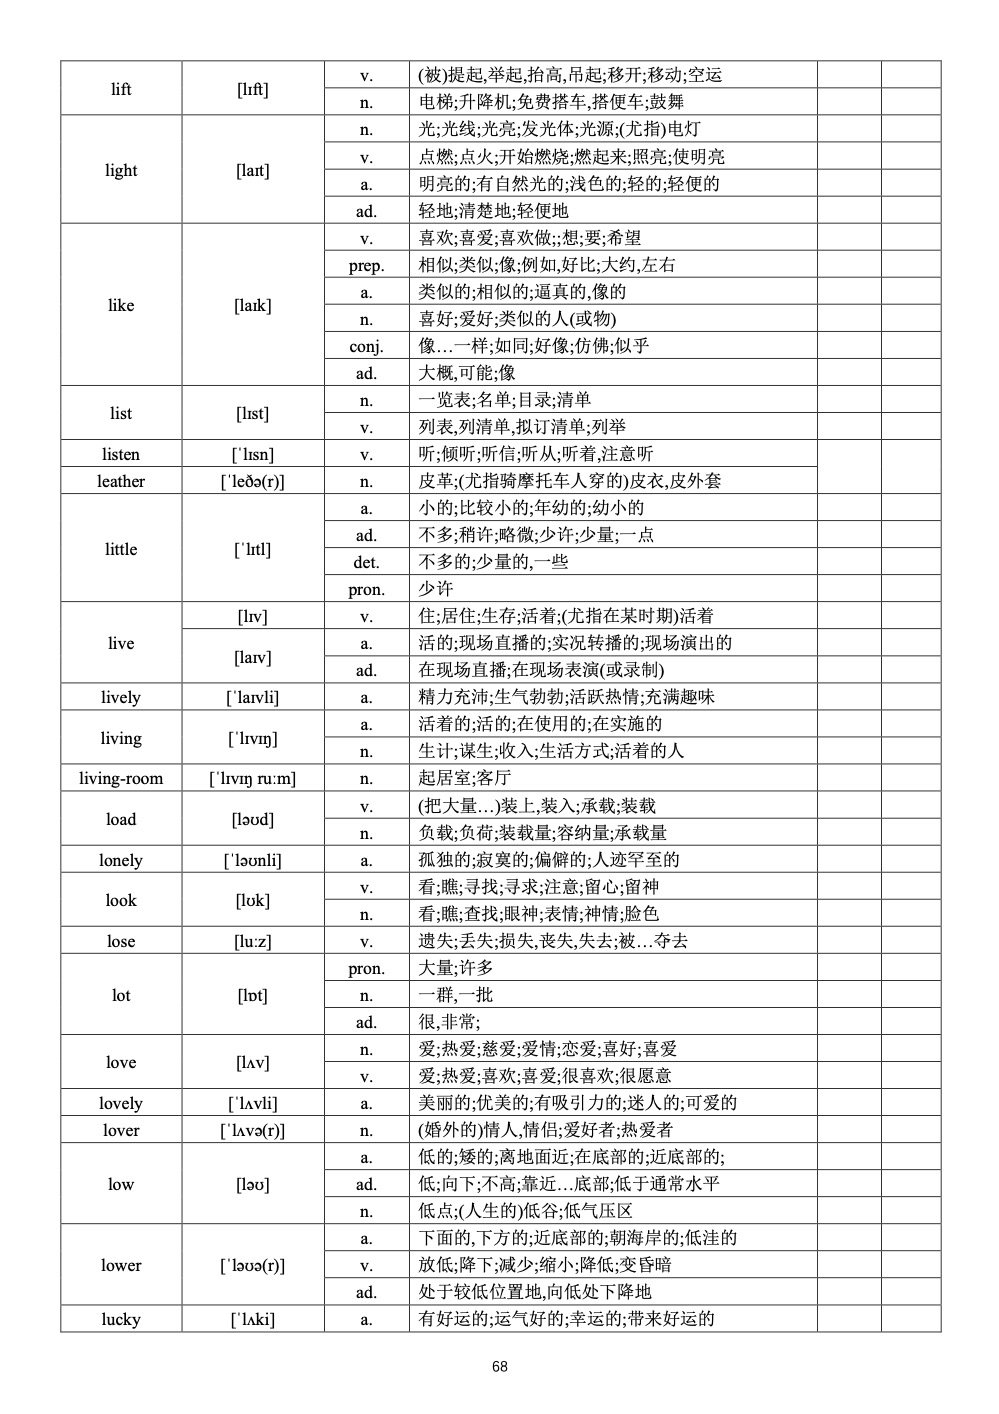 lift [lɪft] v. (被)提起,举起,抬高,吊起;移开;移动;空运
n. 电梯;升降机;免费搭车,搭便车;鼓舞
light [laɪt] n. 光;光线;光亮;发光体;光源;(尤指)电灯
v. 点燃;点火;开始燃烧;燃起来;照亮;使明亮
a. 明亮的;有自然光的;浅色的;轻的;轻便的
ad. 轻地;清楚地;轻便地
like [laɪk] v. 喜欢;喜爱;喜欢做;;想;要;希望
prep. 相似;类似;像;例如,好比;大约,左右
a. 类似的;相似的;逼真的,像的
n. 喜好;爱好;类似的人(或物)
conj. 像…一样;如同;好像;仿佛;似乎
ad. 大概,可能;像
list [lɪst] n. 一览表;名单;目录;清单
v. 列表,列清单,拟订清单;列举
listen [ˈlɪsn] v. 听;倾听;听信;听从;听着,注意听
leather [ˈleðə(r)] n. 皮革;(尤指骑摩托车人穿的)皮衣,皮外套
little [ˈlɪtl] a. 小的;比较小的;年幼的;幼小的
ad. 不多;稍许;略微;少许;少量;一点
det. 不多的;少量的,一些
pron. 少许
live [lɪv] v. 住;居住;生存;活着;(尤指在某时期)活着
[laɪv] a. 活的;现场直播的;实况转播的;现场演出的
ad. 在现场直播;在现场表演(或录制)
lively [ˈlaɪvli] a. 精力充沛;生气勃勃;活跃热情;充满趣味
living [ˈlɪvɪŋ] a. 活着的;活的;在使用的;在实施的
n. 生计;谋生;收入;生活方式;活着的人
living-room [ˈlɪvɪŋ ruːm] n. 起居室;客厅
load [ləʊd] v. (把大量…)装上,装入;承载;装载
n. 负载;负荷;装载量;容纳量;承载量
lonely [ˈləʊnli] a. 孤独的;寂寞的;偏僻的;人迹罕至的
look [lʊk] v. 看;瞧;寻找;寻求;注意;留心;留神
n. 看;瞧;查找;眼神;表情;神情;脸色
lose [luːz] v. 遗失;丢失;损失,丧失,失去;被…夺去
lot [lɒt] pron. 大量;许多
n. 一群,一批
ad. 很,非常;
love [lʌv] n. 爱;热爱;慈爱;爱情;恋爱;喜好;喜爱
v. 爱;热爱;喜欢;喜爱;很喜欢;很愿意
lovely [ˈlʌvli] a. 美丽的;优美的;有吸引力的;迷人的;可爱的
lover [ˈlʌvə(r)] n. (婚外的)情人,情侣;爱好者;热爱者
low [ləʊ] a. 低的;矮的;离地面近;在底部的;近底部的;
ad. 低;向下;不高;靠近…底部;低于通常水平
n. 低点;(人生的)低谷;低气压区
lower [ˈləʊə(r)] a. 下面的,下方的;近底部的;朝海岸的;低洼的
v. 放低;降下;减少;缩小;降低;变昏暗
ad. 处于较低位置地,向低处下降地
lucky [ˈlʌki] a. 有好运的;运气好的;幸运的;带来好运的
68